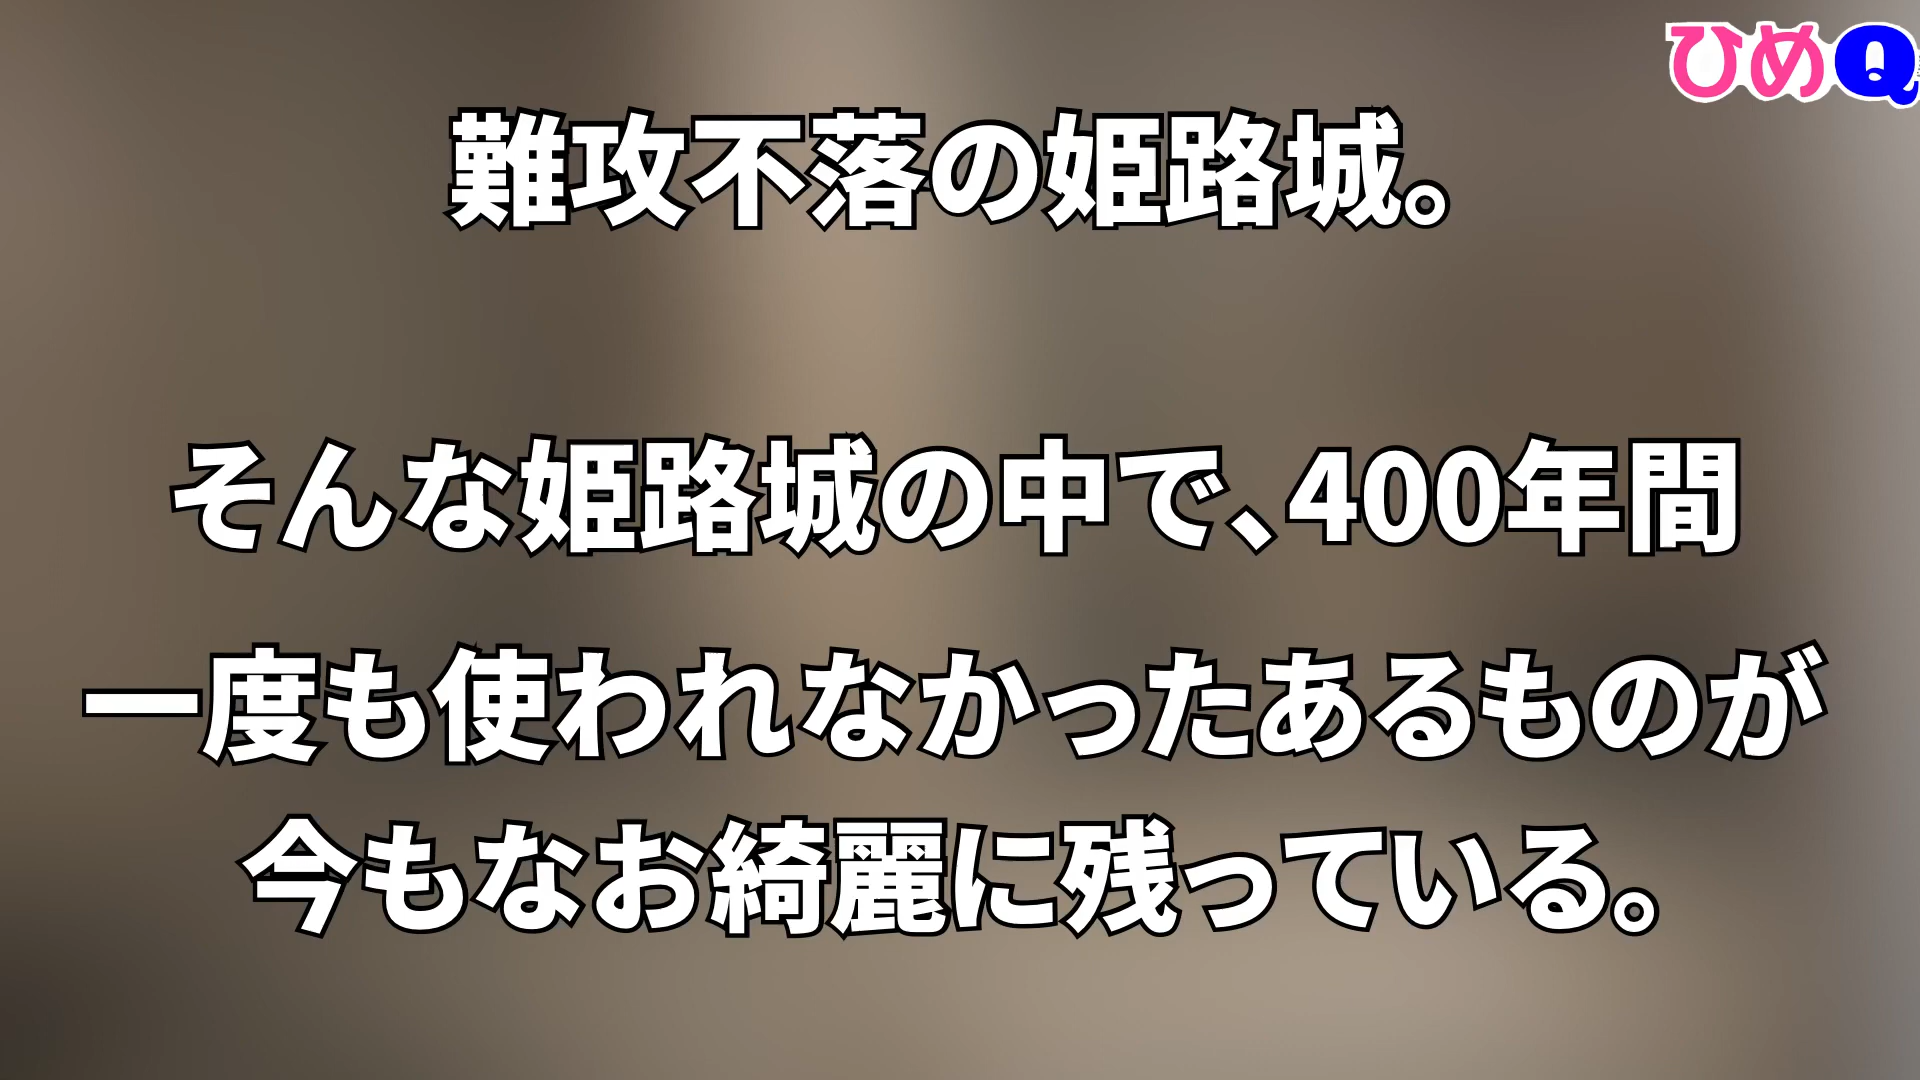 ひめQ
難攻不落の姫路城。
そんな姫路城の中で、400年間
一度も使われなかったあるものが
今もなお綺麗に残っている。